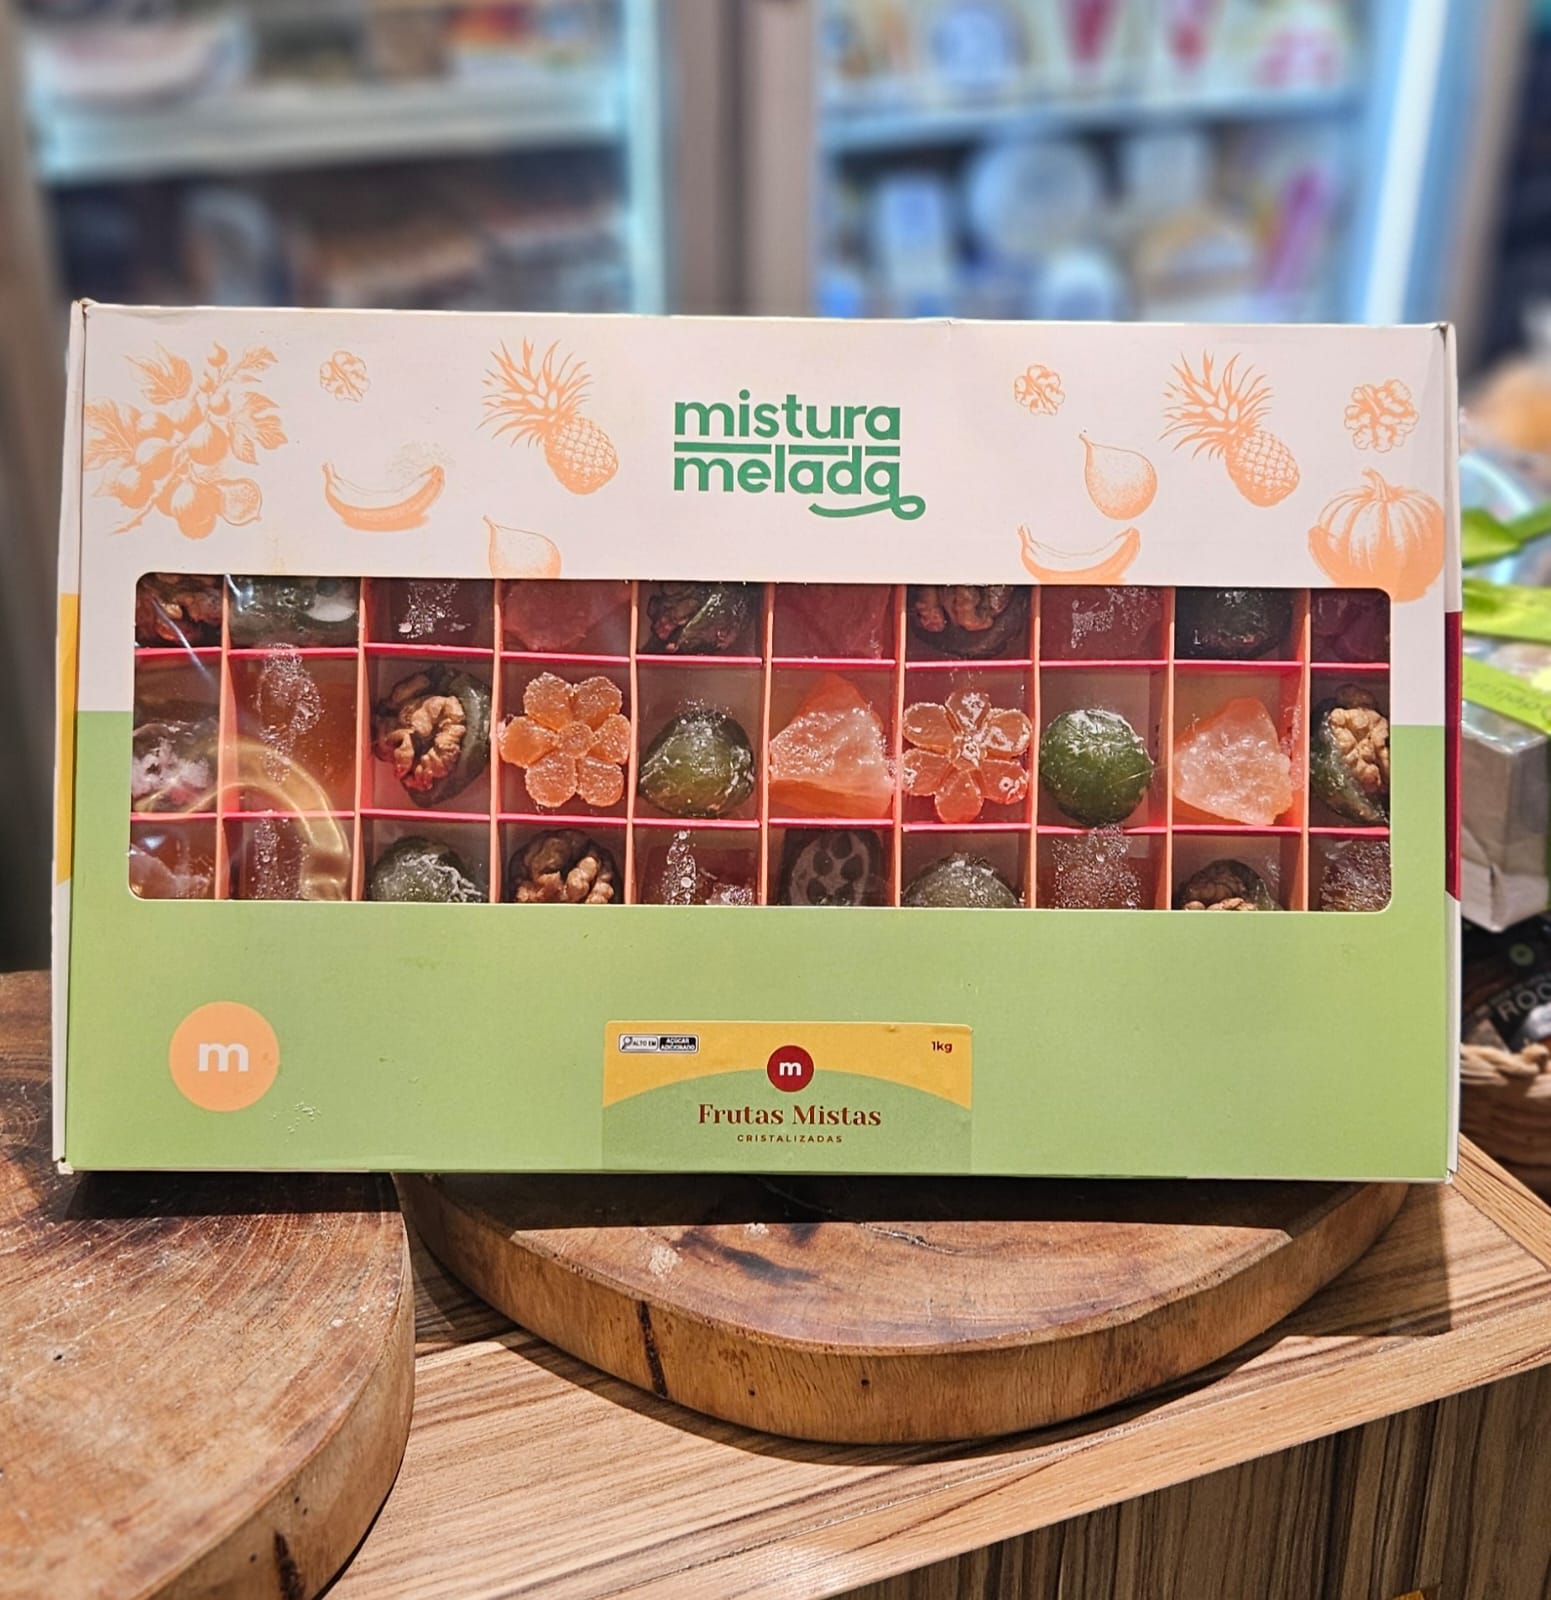 mistura
melada
m
ALTO EM
AÇÚCAR
ADICIONADO
1kg
m
Frutas Mistas
CRISTALIZADAS